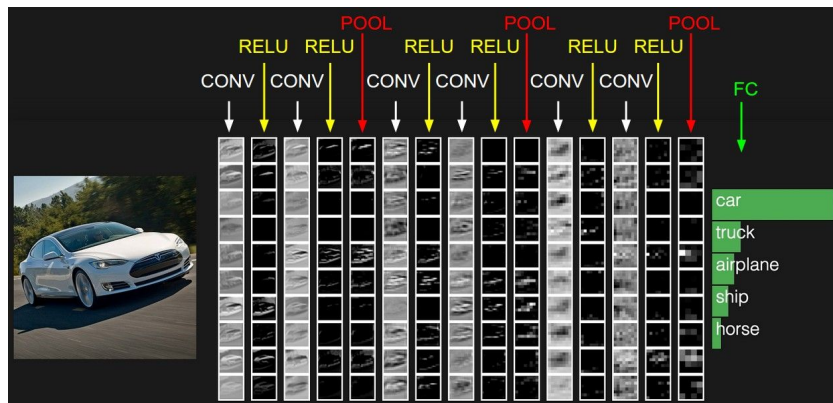 POOL POOL POOL
RELU RELU RELU RELU RELU RELU
CONV CONV CONV CONV CONV CONV
FC
car
truck
airplane
ship
horse